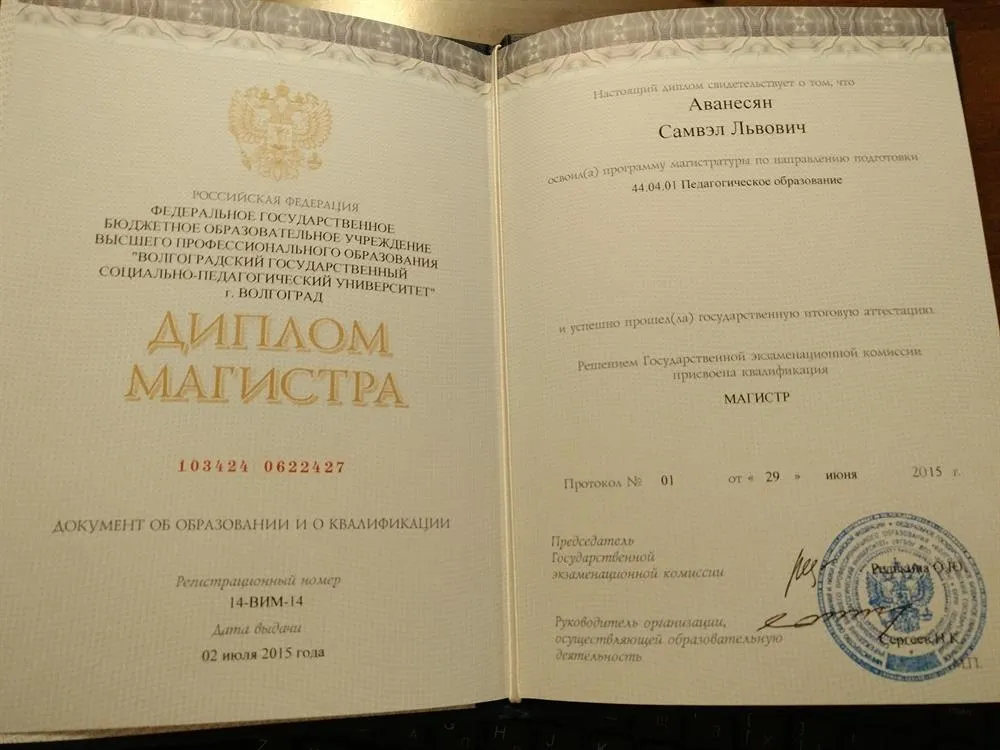 РОССИЙСКАЯ ФЕДЕРАЦИЯ
ФЕДЕРАЛЬНОЕ ГОСУДАРСТВЕННОЕ
БЮДЖЕТНОЕ ОБРАЗОВАТЕЛЬНОЕ УЧРЕЖДЕНИЕ
ВЫСШЕГО ПРОФЕССИОНАЛЬНОГО ОБРАЗОВАНИЯ
"ВОЛГОГРАДСКИЙ ГОСУДАРСТВЕННЫЙ
СОЦИАЛЬНО-ПЕДАГОГИЧЕСКИЙ УНИВЕРСИТЕТ"
г. ВОЛГОГРАД
ДИПЛОМ
МАГИСТРА
103424 0622427
ДОКУМЕНТ ОБ ОБРАЗОВАНИИ И О КВАЛИФИКАЦИИ
Регистрационный номер
14-ВИМ-14
Дата выдачи
02 июля 2015 года
Настоящий диплом свидетельствует о том, что
Аванесян
Самвэл Львович
освоил(а) программу магистратуры по направлению подготовки
44.04.01 Педагогическое образование
и успешно прошел(ла) государственную итоговую аттестацию.
Решением Государственной экзаменационной комиссии
присвоена квалификация
МАГИСТР
Протокол № 01 от « 29 » июня 2015 г.
Председатель
Государственной
экзаменационной комиссии
О.Ю.
Руководитель организации,
осуществляющей образовательную
деятельность
Сергеев Н.К.
М.П.